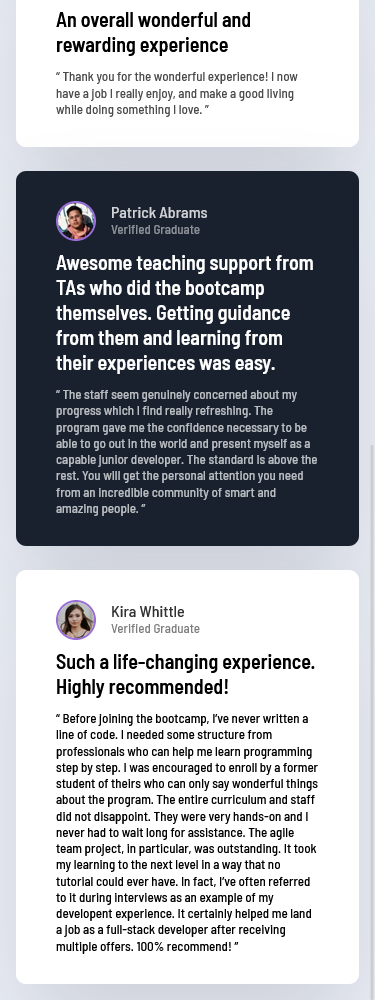 An overall wonderful and
rewarding experience
“ Thank you for the wonderful experience! I now
have a job I really enjoy, and make a good living
while doing something I love. ”
Patrick Abrams
Verified Graduate
Awesome teaching support from
TAs who did the bootcamp
themselves. Getting guidance
from them and learning from
their experiences was easy.
“ The staff seem genuinely concerned about my
progress which I find really refreshing. The
program gave me the confidence necessary to be
able to go out in the world and present myself as a
capable junior developer. The standard is above the
rest. You will get the personal attention you need
from an incredible community of smart and
amazing people. ”
Kira Whittle
Verified Graduate
Such a life-changing experience.
Highly recommended!
“ Before joining the bootcamp, I’ve never written a
line of code. I needed some structure from
professionals who can help me learn programming
step by step. I was encouraged to enroll by a former
student of theirs who can only say wonderful things
about the program. The entire curriculum and staff
did not disappoint. They were very hands-on and I
never had to wait long for assistance. The agile
team project, in particular, was outstanding. It took
my learning to the next level in a way that no
tutorial could ever have. In fact, I’ve often referred
to it during interviews as an example of my
developent experience. It certainly helped me land
a job as a full-stack developer after receiving
multiple offers. 100% recommend! ”